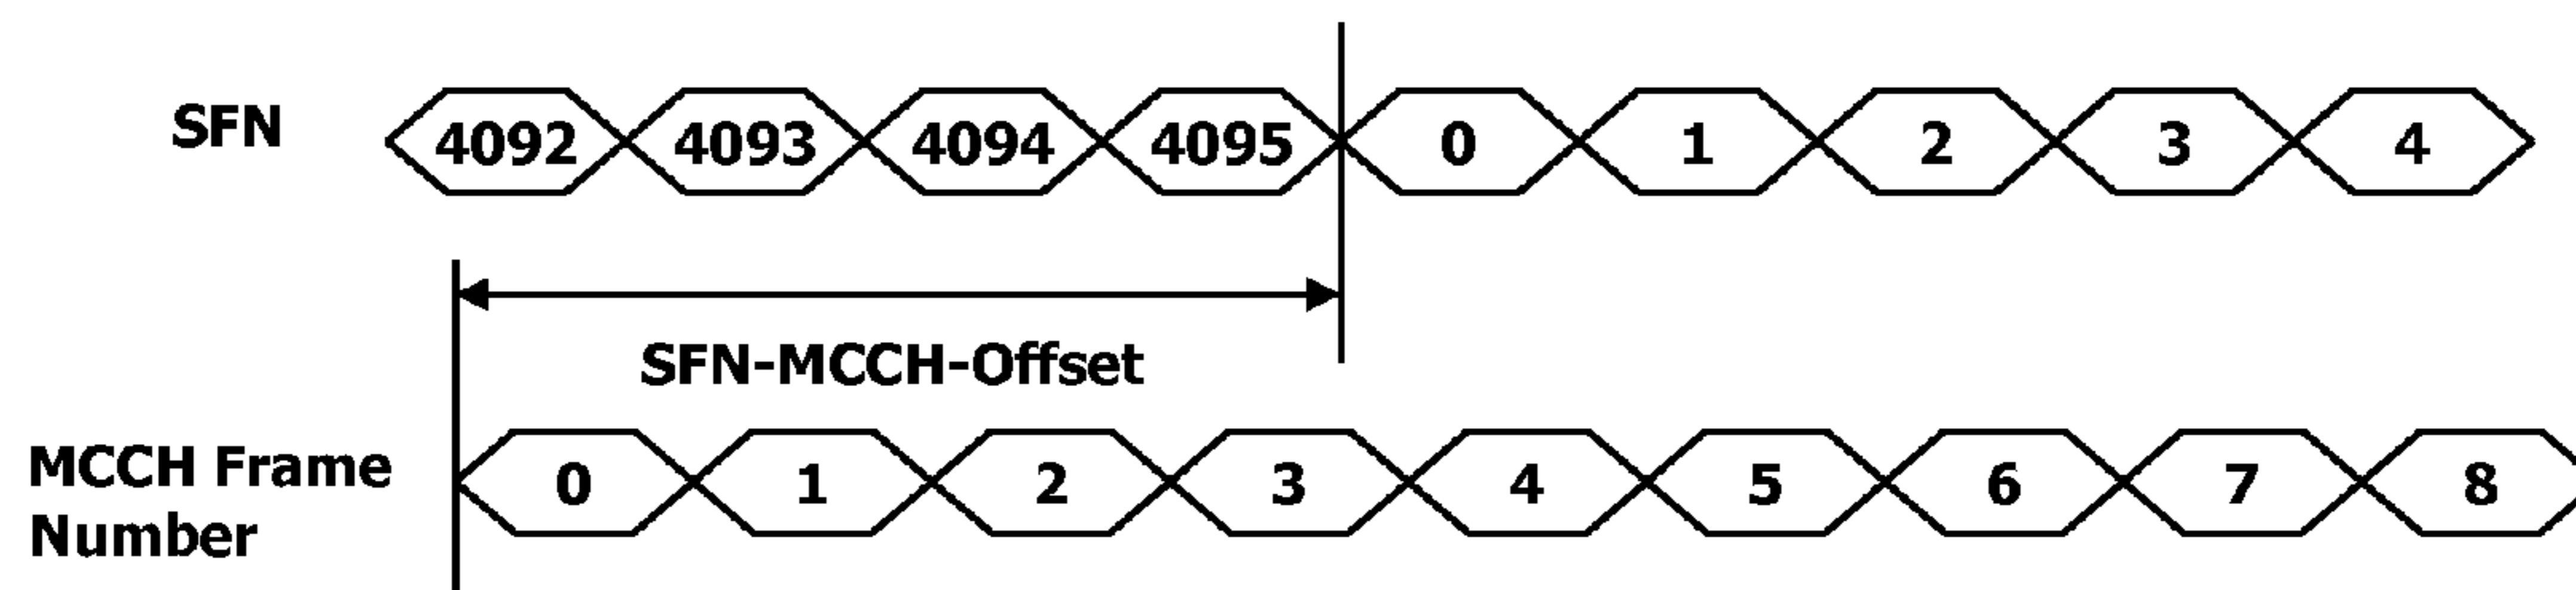 SFN 4092 4093 4094 4095 0 1 2 3 4
SFN-MCCH-Offset
MCCH Frame
Number
0 1 2 3 4 5 6 7 8